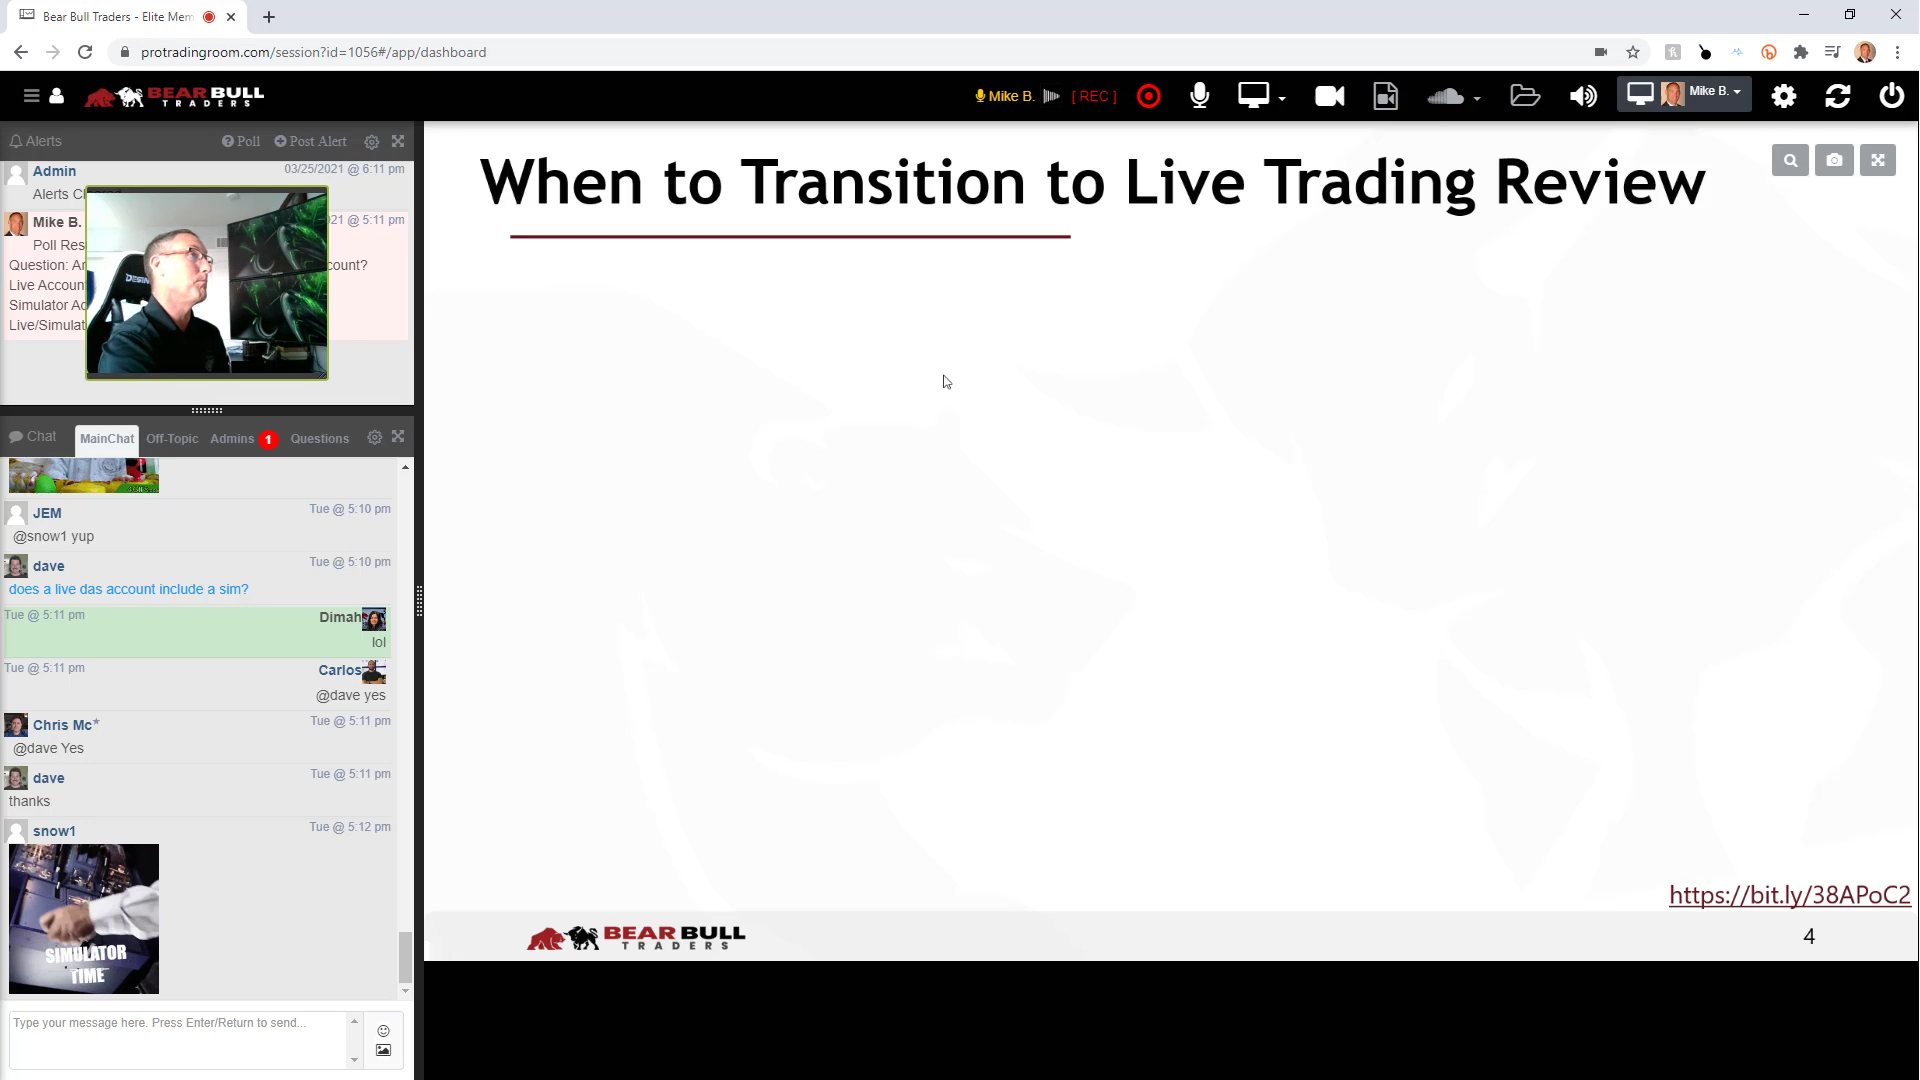 Bear Bull Traders - Elite Mem
protradingroom.com/session?id=1056#/app/dashboard
BEAR BULL
TRADERS
Mike B.
[ REC ]
Mike B.
Alerts
Poll
Post Alert
Admin
03/25/2021 @ 6:11 pm
Alerts
Mike B.
021 @ 5:11 pm
Poll Res
Question:
count?
Live Accoun
Simulator
Live/Simulat
Chat
MainChat
Off-Topic
Admins
1
Questions
JEM
Tue @ 5:10 pm
@snow1 yup
dave
Tue @ 5:10 pm
does a live das account include a sim?
Tue @ 5:11 pm
Dimah
lol
Tue @ 5:11 pm
Carlos
@dave yes
Chris Mc*
Tue @ 5:11 pm
@dave Yes
dave
Tue @ 5:11 pm
thanks
snow1
Tue @ 5:12 pm
SIMULATOR
TIME
Type your message here. Press Enter/Return to send...
When to Transition to Live Trading Review
https://bit.ly/38APoC2
BEAR BULL
TRADERS
4